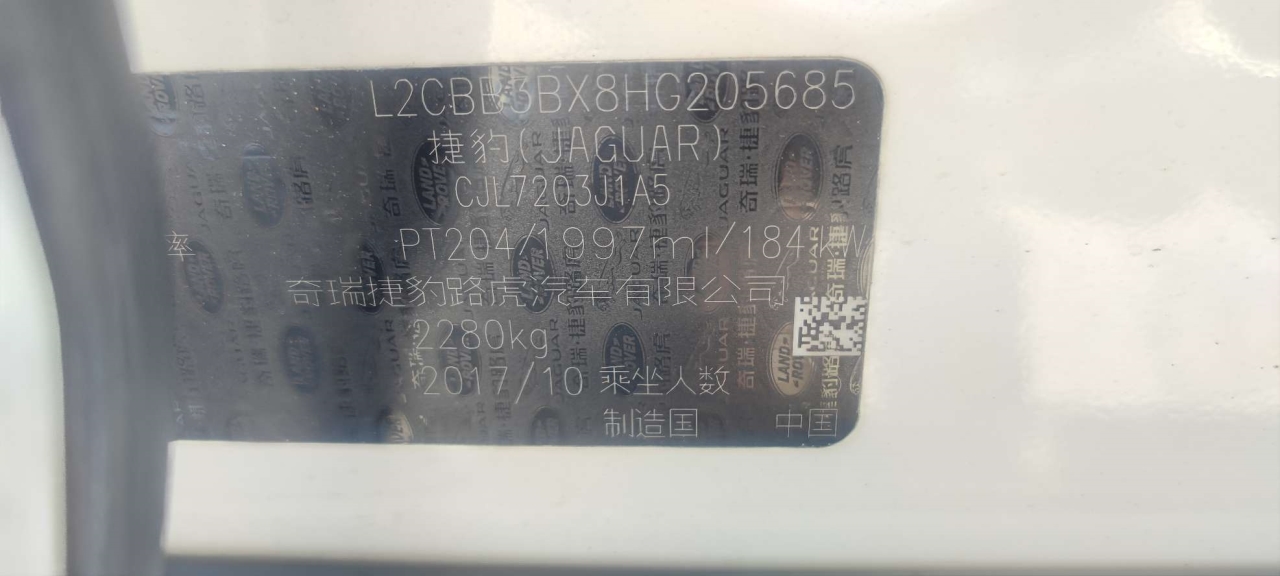 L2CBB3BX8HG205685
捷豹(JAGUAR)
CJL7203J1A5
率 PT204/1997ml/184kW
奇瑞捷豹路虎汽车有限公司
2280kg
2017/10 乘坐人数
制造国 中国